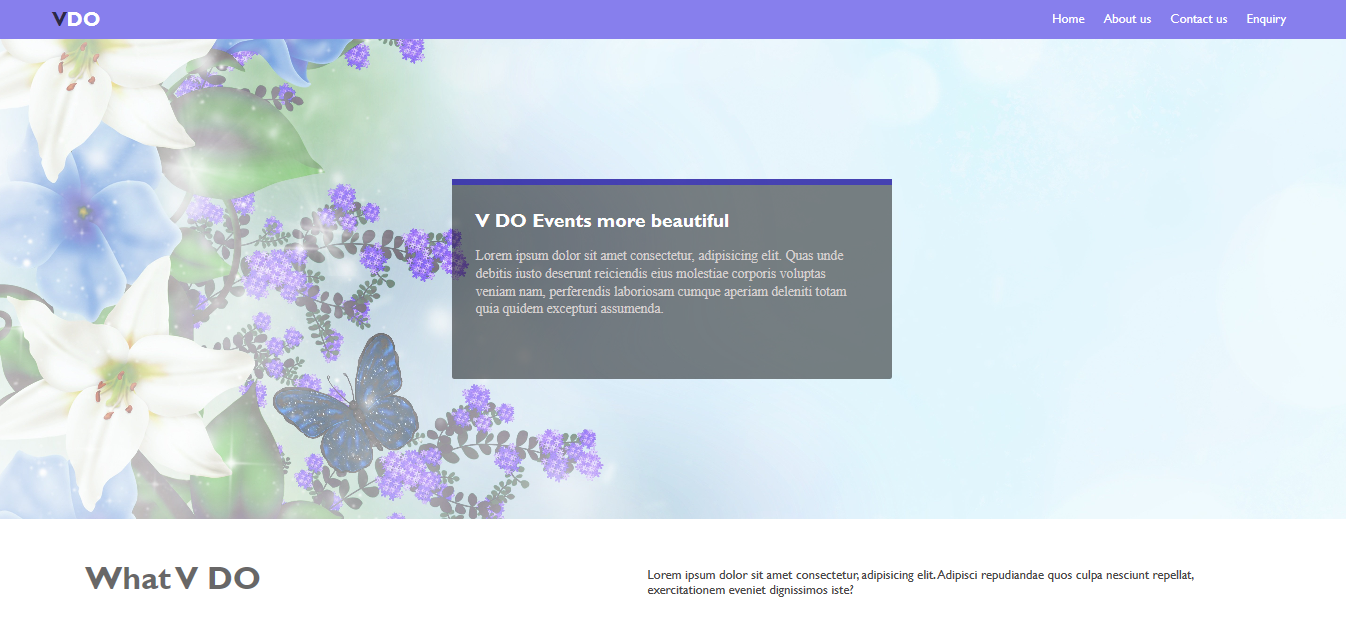 VDO Home About us Contact us Enquiry
V DO Events more beautiful
Lorem ipsum dolor sit amet consectetur, adipisicing elit. Quas unde
debitis iusto deserunt reiciendis eius molestiae corporis voluptas
veniam nam, perferendis laboriosam cumque aperiam deleniti totam
quia quidem excepturi assumenda.
What V DO
Lorem ipsum dolor sit amet consectetur, adipisicing elit. Adipisci repudiandae quos culpa nesciunt repellat,
exercitationem eveniet dignissimos iste?